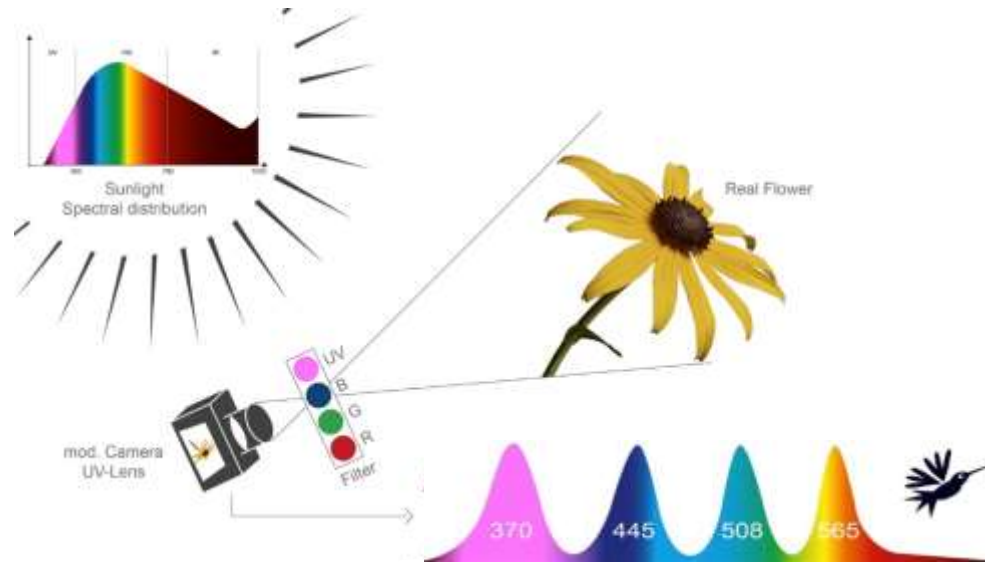 Sunlight
Spectral distribution
Real Flower
UV
B
G
R
Filter
mod. Camera
UV-Lens
370
445
508
565